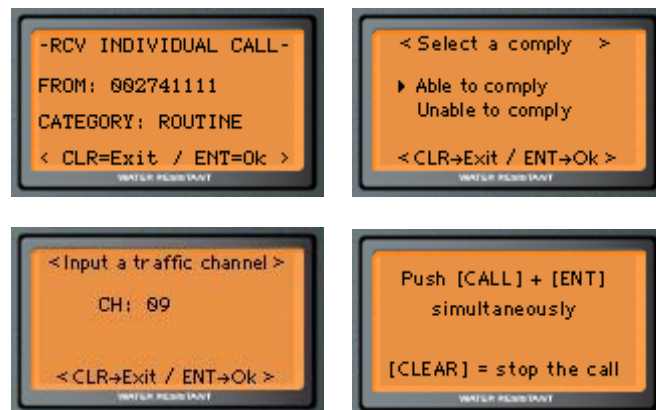 -RCV INDIVIDUAL CALL-
FROM: 002741111
CATEGORY: ROUTINE
< CLR=Exit / ENT=Ok >
WATER RESISTANT
< Select a comply >
Able to comply
Unable to comply
<CLR→Exit / ENT→Ok>
WATER RESISTANT
<Input a traffic channel>
CH: 09
<CLR→Exit / ENT→Ok>
WATER RESISTANT
Push [CALL] + [ENT]
simultaneously
[CLEAR] = stop the call
WATER RESISTANT